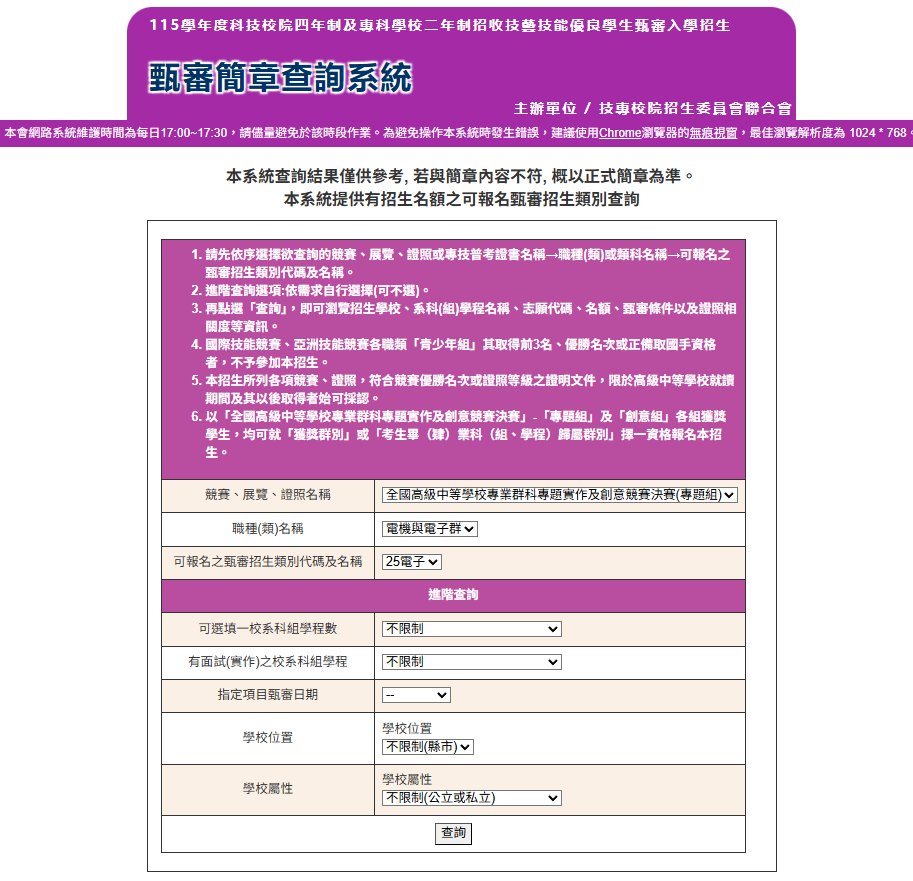 115學年度科技校院四年制及專科學校二年制招收技藝技能優良學生甄審入學招生
甄審簡章查詢系統
主辦單位 / 技專校院招生委員會聯合會
本會網路系統維護時間為每日17:00~17:30，請儘量避免於該時段作業。為避免操作本系統時發生錯誤，建議使用Chrome瀏覽器的無痕視窗，最佳瀏覽解析度為 1024 * 768。
本系統查詢結果僅供參考, 若與簡章內容不符, 概以正式簡章為準。
本系統提供有招生名額之可報名甄審招生類別查詢
1. 請先依序選擇欲查詢的競賽、展覽、證照或專技普考證書名稱→職種(類)或類科名稱→可報名之
甄審招生類別代碼及名稱。
2. 進階查詢選項:依需求自行選擇(可不選)。
3. 再點選「查詢」，即可瀏覽招生學校、系科(組)學程名稱、志願代碼、名額、甄審條件以及證照相
關度等資訊。
4. 國際技能競賽、亞洲技能競賽各職類「青少年組」其取得前3名、優勝名次或正備取國手資格
者，不予參加本招生。
5. 本招生所列各項競賽、證照，符合競賽優勝名次或證照等級之證明文件，限於高級中等學校就讀
期間及其以後取得者始可採認。
6. 以「全國高級中等學校專業群科專題實作及創意競賽決賽」-「專題組」及「創意組」各組獲獎
學生，均可就「獲獎群別」或「考生畢（肄）業科（組、學程）歸屬群別」擇一資格報名本招
生。
競賽、展覽、證照名稱 全國高級中等學校專業群科專題實作及創意競賽決賽(專題組)
職種(類)名稱 電機與電子群
可報名之甄審招生類別代碼及名稱 25電子
進階查詢
可選填一校系科組學程數 不限制
有面試(實作)之校系科組學程 不限制
指定項目甄審日期 --
學校位置 學校位置
不限制(縣市)
學校屬性 學校屬性
不限制(公立或私立)
查詢